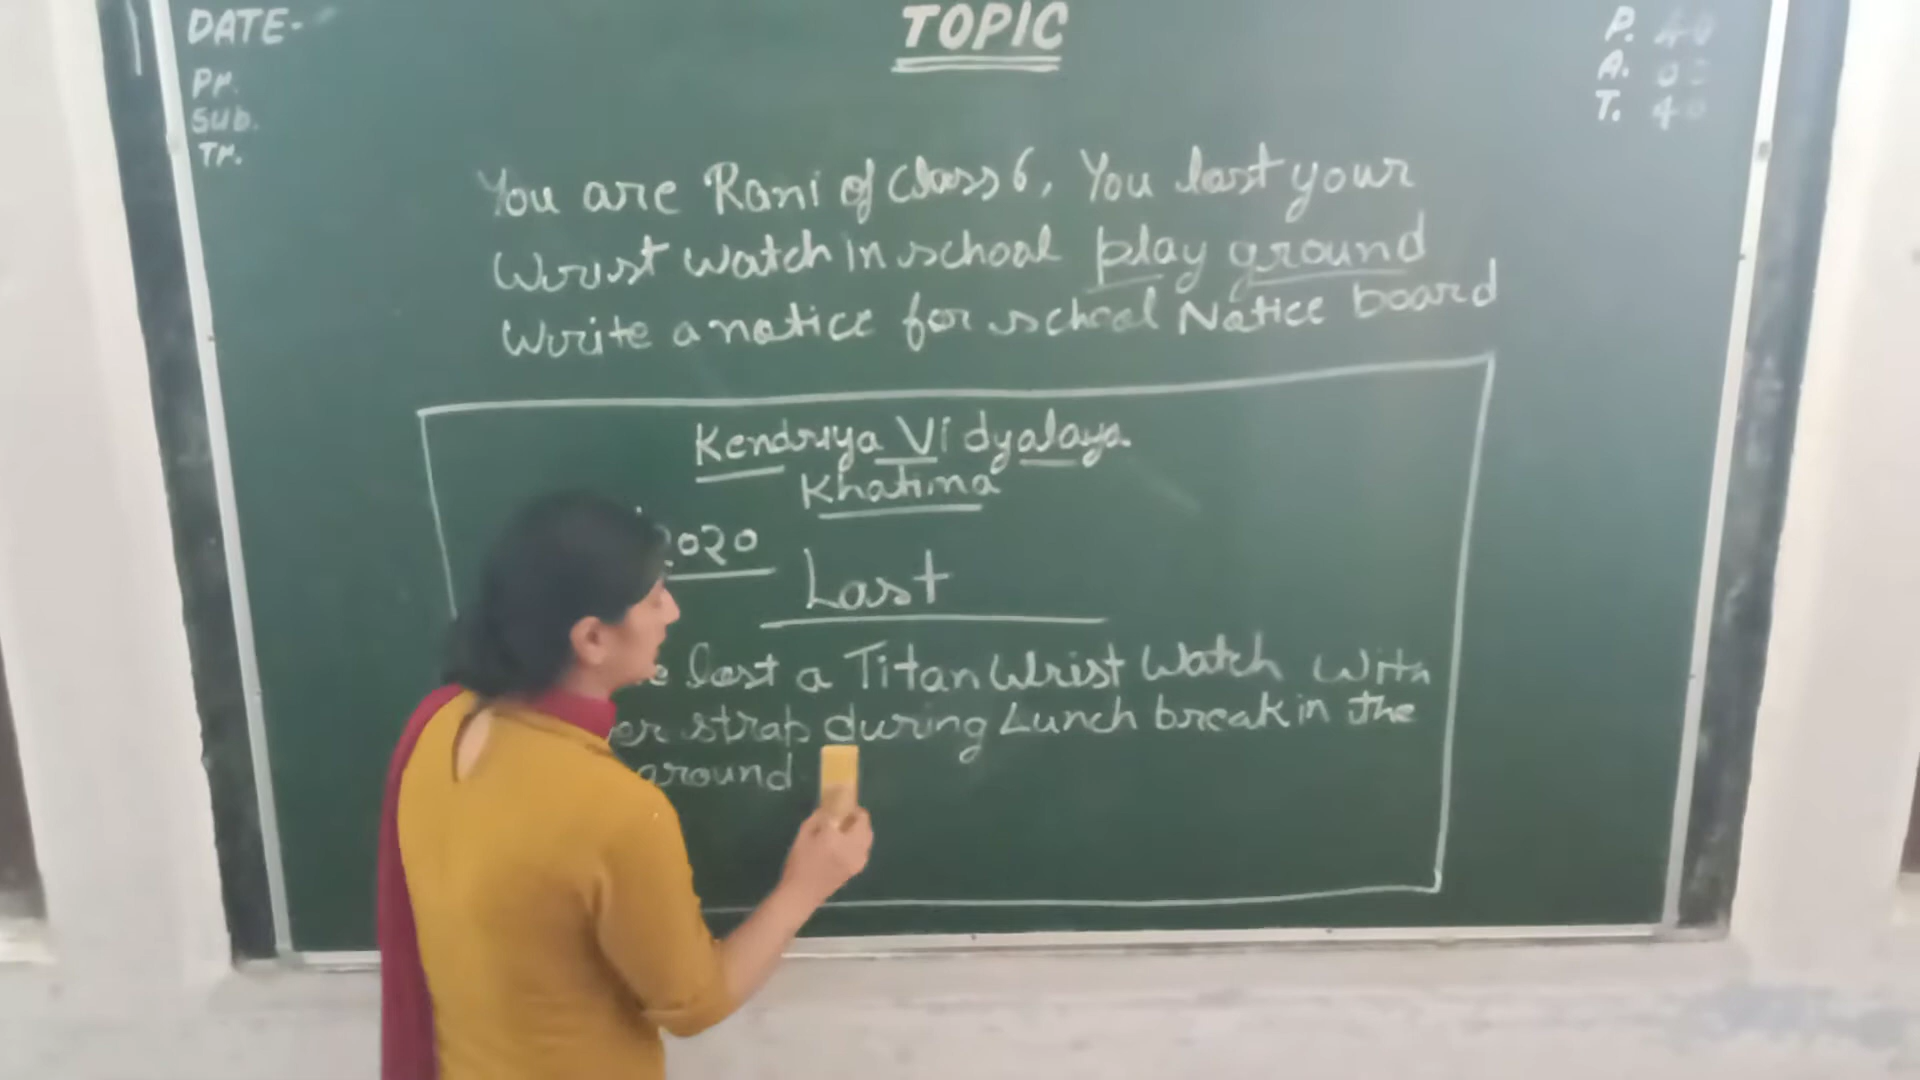 DATE-
Pr.
Sub.
Tr.
TOPIC
P. 40
A.
T. 40
You are Rani of Class 6. You lost your
Wrist watch in school play ground
Write a notice for school Notice board
Kendriya Vidyalaya
Khatima
2020
Lost
lost a Titan Wrist Watch with
strap during Lunch break in the
ground